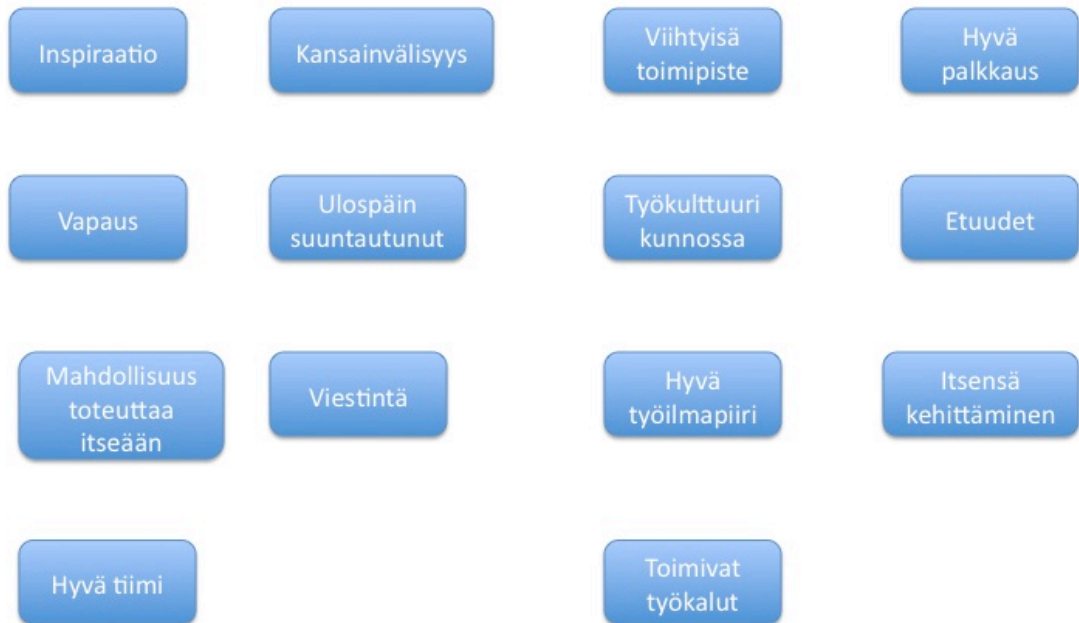 Inspiraatio
Kansainvälisyys
Viihtyisä
toimipiste
Hyvä
palkkaus
Vapaus
Ulospäin
suuntautunut
Työkulttuuri
kunnossa
Etuudet
Mahdollisuus
toteuttaa
itseään
Viestintä
Hyvä
työilmapiiri
Itsensä
kehittäminen
Hyvä tiimi
Toimivat
työkalut